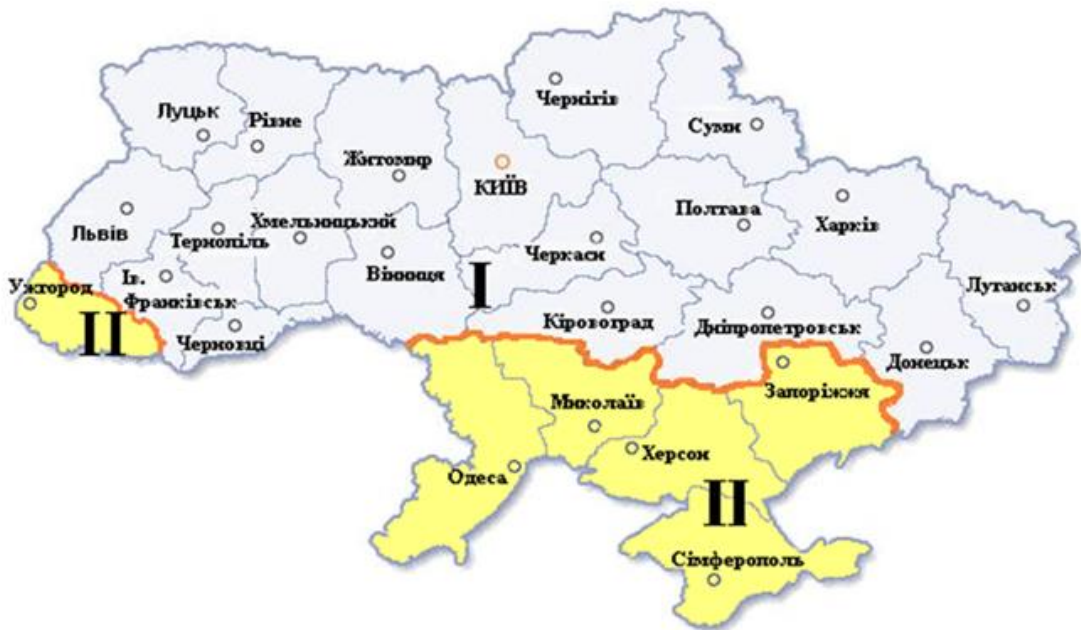 Чернігів
Луцьк
Рівне
Суми
Житомир
КИЇВ
Львів
Тернопіль
Хмельницький
Вінниця
Черкаси
Полтава
Харків
Ужгород
Ів.
Франківськ
Чернівці
I
II
Кіровоград
Дніпропетровськ
Луганськ
Донецьк
Запоріжжя
Миколаїв
Херсон
Одеса
II
Сімферополь